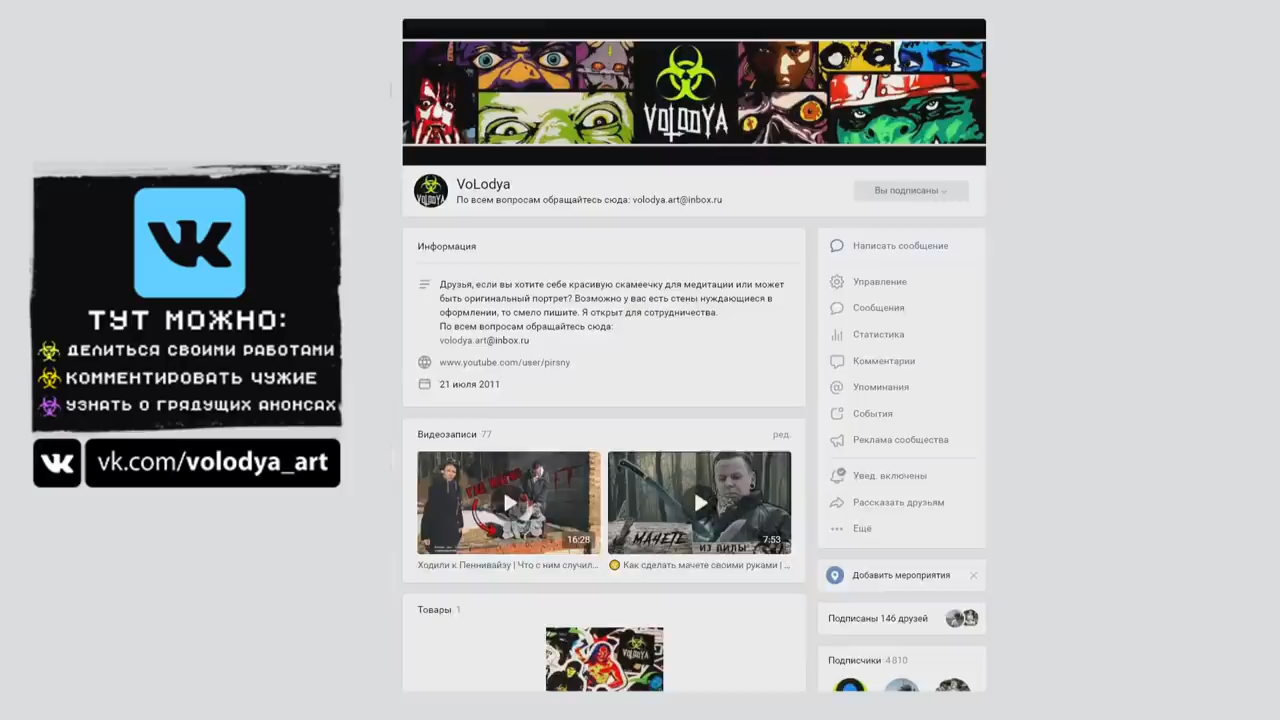 ТУТ МОЖНО:
ДЕЛИТЬСЯ СВОИМИ РАБОТАМИ
КОММЕНТИРОВАТЬ ЧУЖИЕ
УЗНАТЬ О ГРЯДУЩИХ АНОНСАХ
vk.com/volodya_art
VOLODYA
VOLODYA
VoLodya
По всем вопросам обращайтесь сюда: volodya.art@inbox.ru
Вы подписаны
Информация
Друзья, если вы хотите себе красивую скамеечку для медитации или может
быть оригинальный портрет? Возможно у вас есть стены нуждающиеся в
оформлении, то смело пишите. Я открыт для сотрудничества.
По всем вопросам обращайтесь сюда:
volodya.art@inbox.ru
www.youtube.com/user/pirsny
21 июля 2011
Видеозаписи 77
ред.
16:28
МАЧЕТЕ
ИЗ ПИЛЫ
7:53
Ходили к Пеннивайзу | Что с ним случил...
Как сделать мачете своими руками | ...
Товары 1
VOLODYA
Написать сообщение
Управление
Сообщения
Статистика
Комментарии
Упоминания
События
Реклама сообщества
Увед. включены
Рассказать друзьям
Ещё
Добавить мероприятия
Подписаны 146 друзей
Подписчики 4 810